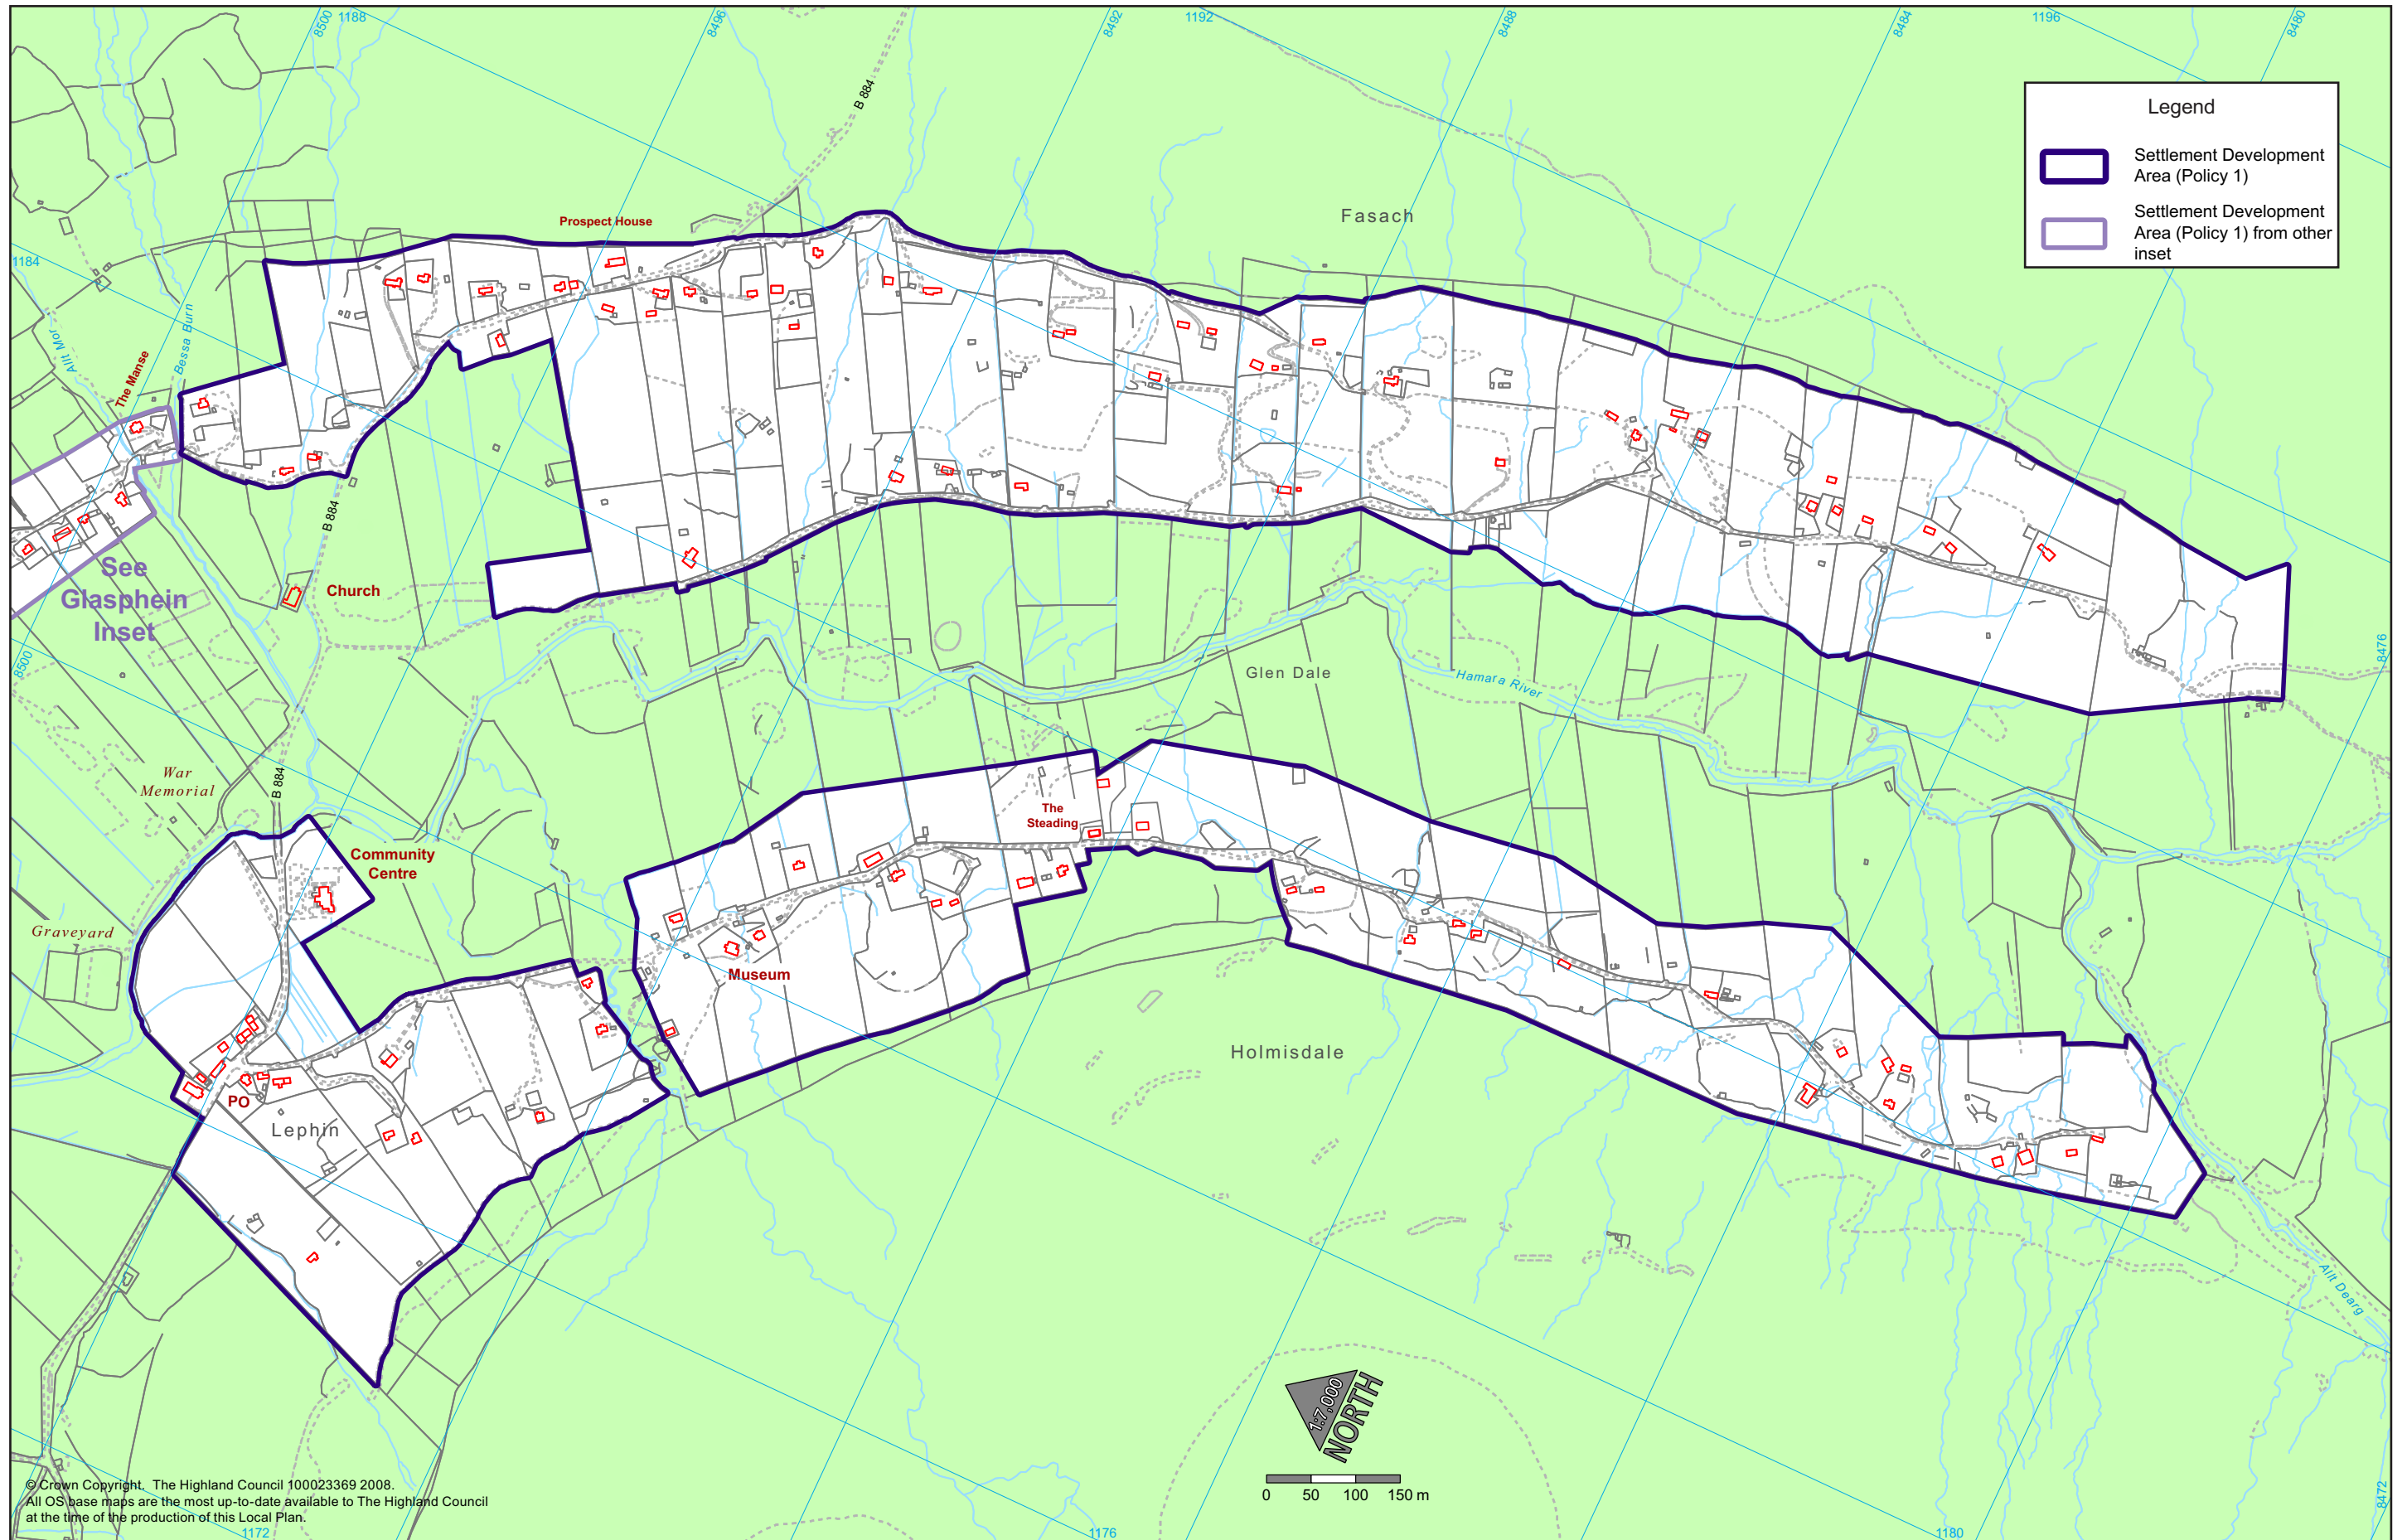 8500
1188
8496
8492
1192
8488
8484
1196
8480
B 884
Legend
Settlement Development
Area (Policy 1)
Settlement Development
Area (Policy 1) from other
inset
Prospect House
Fasach
1184
Allt Mor
Bessa Burn
The Manse
B 884
See
Glasphein
Inset
Church
8500
8476
Glen Dale
Hamara River
War
Memorial
B 884
The
Steading
Community
Centre
Graveyard
Museum
Holmisdale
PO
Lephin
Allt Dearg
1:7,000
NORTH
0 50 100 150 m
© Crown Copyright. The Highland Council 100023369 2008.
All OS base maps are the most up-to-date available to The Highland Council
at the time of the production of this Local Plan.
8472
1172
1176
1180